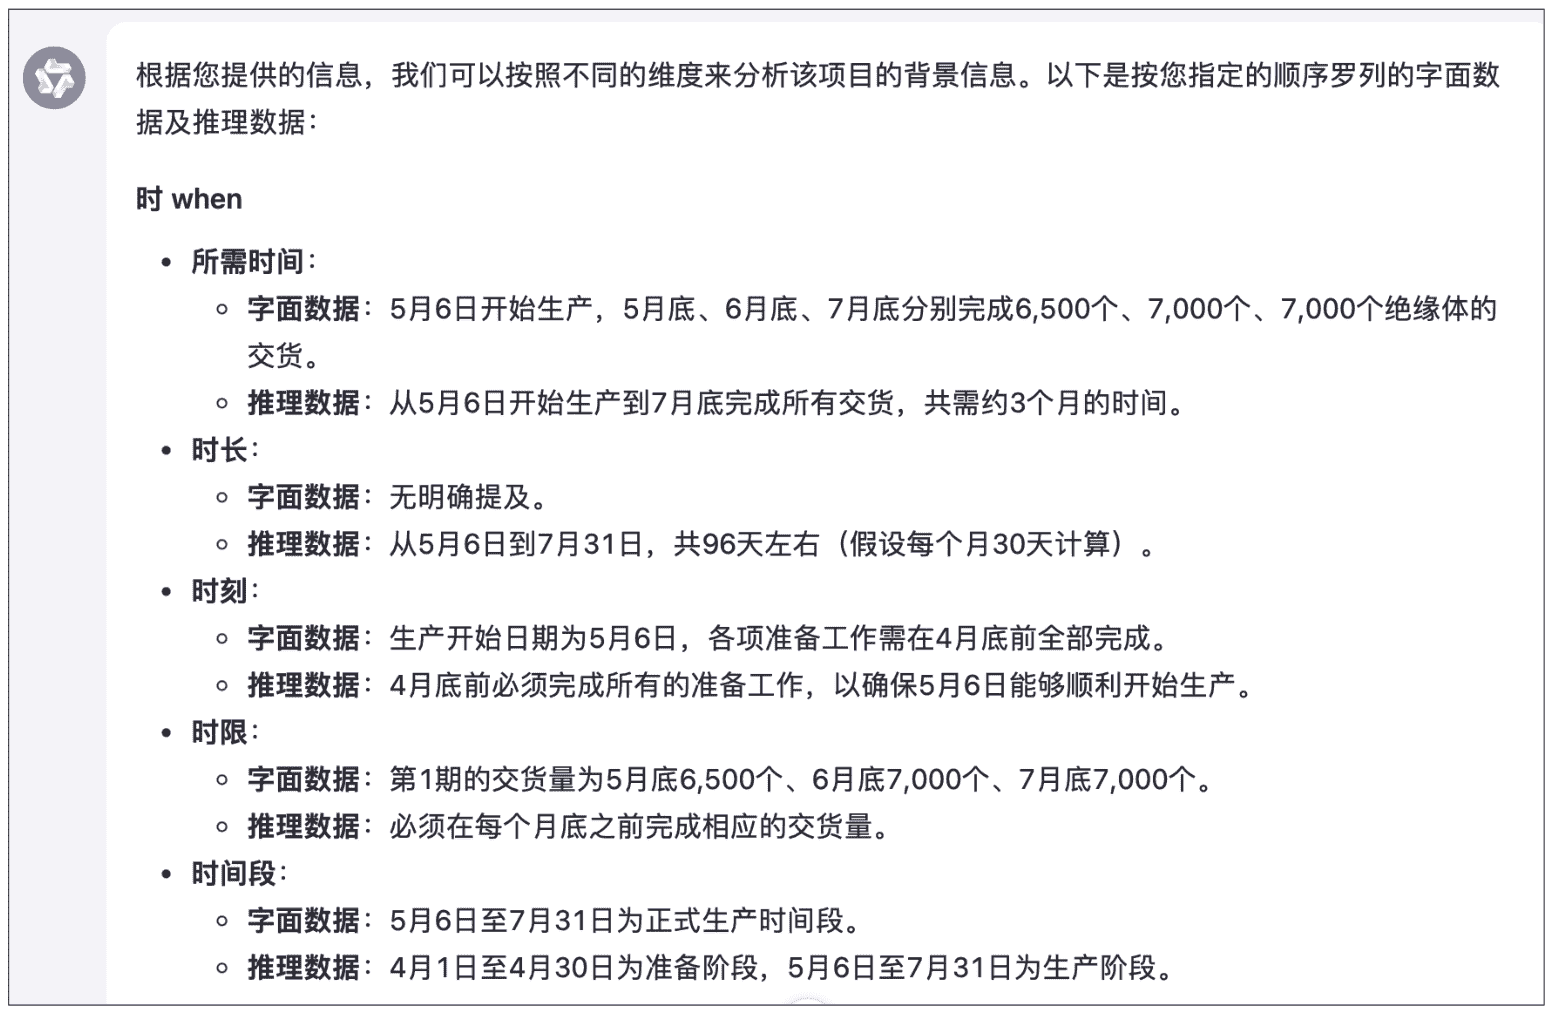 根据您提供的信息，我们可以按照不同的维度来分析该项目的背景信息。以下是按您指定的顺序罗列的字面数
据及推理数据：
时 when
• 所需时间：
◦ 字面数据：5月6日开始生产，5月底、6月底、7月底分别完成6,500个、7,000个、7,000个绝缘体的
交货。
◦ 推理数据：从5月6日开始生产到7月底完成所有交货，共需约3个月的时间。
• 时长：
◦ 字面数据：无明确提及。
◦ 推理数据：从5月6日到7月31日，共96天左右（假设每个月30天计算）。
• 时刻：
◦ 字面数据：生产开始日期为5月6日，各项准备工作需在4月底前全部完成。
◦ 推理数据：4月底前必须完成所有的准备工作，以确保5月6日能够顺利开始生产。
• 时限：
◦ 字面数据：第1期的交货量为5月底6,500个、6月底7,000个、7月底7,000个。
◦ 推理数据：必须在每个月底之前完成相应的交货量。
• 时间段：
◦ 字面数据：5月6日至7月31日为正式生产时间段。
◦ 推理数据：4月1日至4月30日为准备阶段，5月6日至7月31日为生产阶段。